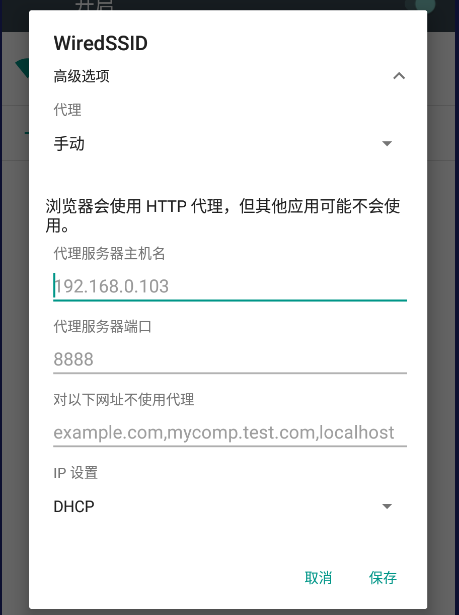 开启
WiredSSID
高级选项
代理
手动
浏览器会使用 HTTP 代理，但其他应用可能不会使
用。
代理服务器主机名
192.168.0.103
代理服务器端口
8888
对以下网址不使用代理
example.com,mycomp.test.com,localhost
IP 设置
DHCP
取消 保存